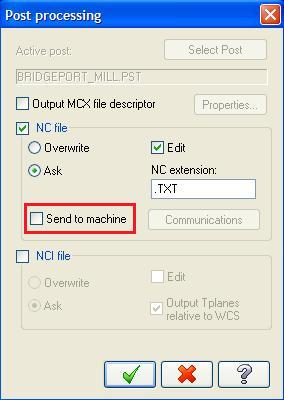 Post processing
Active post:
Select Post
BRIDGEPORT_MILL.PST
Output MCX file descriptor
Properties...
NC file
Overwrite
Edit
Ask
NC extension:
.TXT
Send to machine
Communications
NCI file
Overwrite
Edit
Ask
Output Tplanes
relative to WCS
?